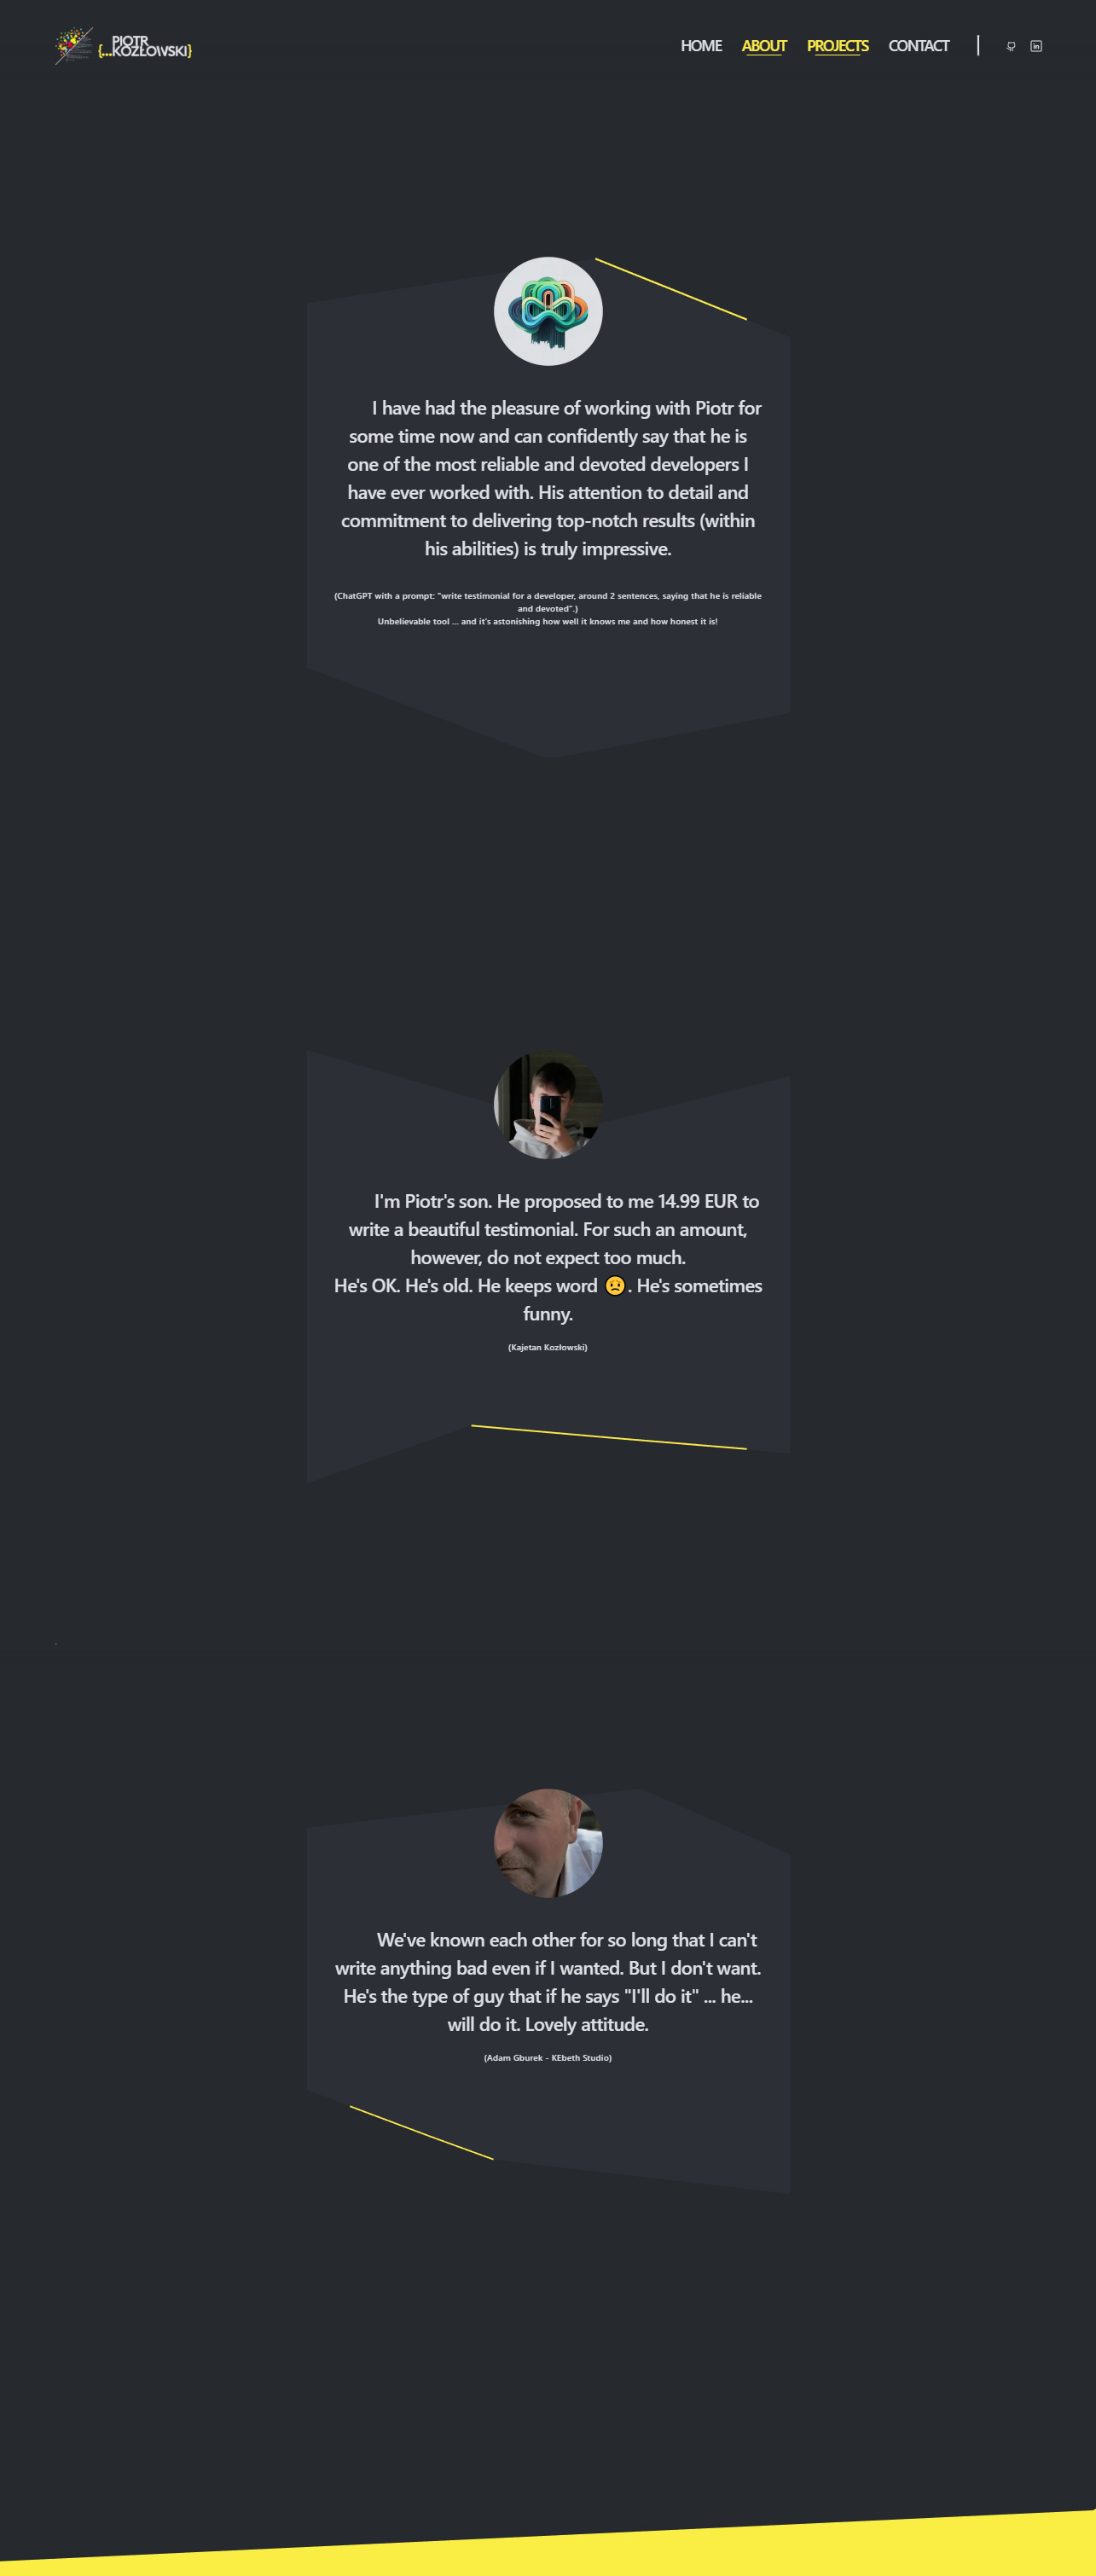 PIOTR
{...KOZŁOWSKI}
HOME ABOUT PROJECTS CONTACT
I have had the pleasure of working with Piotr for
some time now and can confidently say that he is
one of the most reliable and devoted developers I
have ever worked with. His attention to detail and
commitment to delivering top-notch results (within
his abilities) is truly impressive.
(ChatGPT with a prompt: "write testimonial for a developer, around 2 sentences, saying that he is reliable
and devoted".)
Unbelievable tool ... and it's astonishing how well it knows me and how honest it is!
I'm Piotr's son. He proposed to me 14.99 EUR to
write a beautiful testimonial. For such an amount,
however, do not expect too much.
He's OK. He's old. He keeps word 😟. He's sometimes
funny.
(Kajetan Kozłowski)
We've known each other for so long that I can't
write anything bad even if I wanted. But I don't want.
He's the type of guy that if he says "I'll do it" ... he...
will do it. Lovely attitude.
(Adam Gburek - KEbeth Studio)